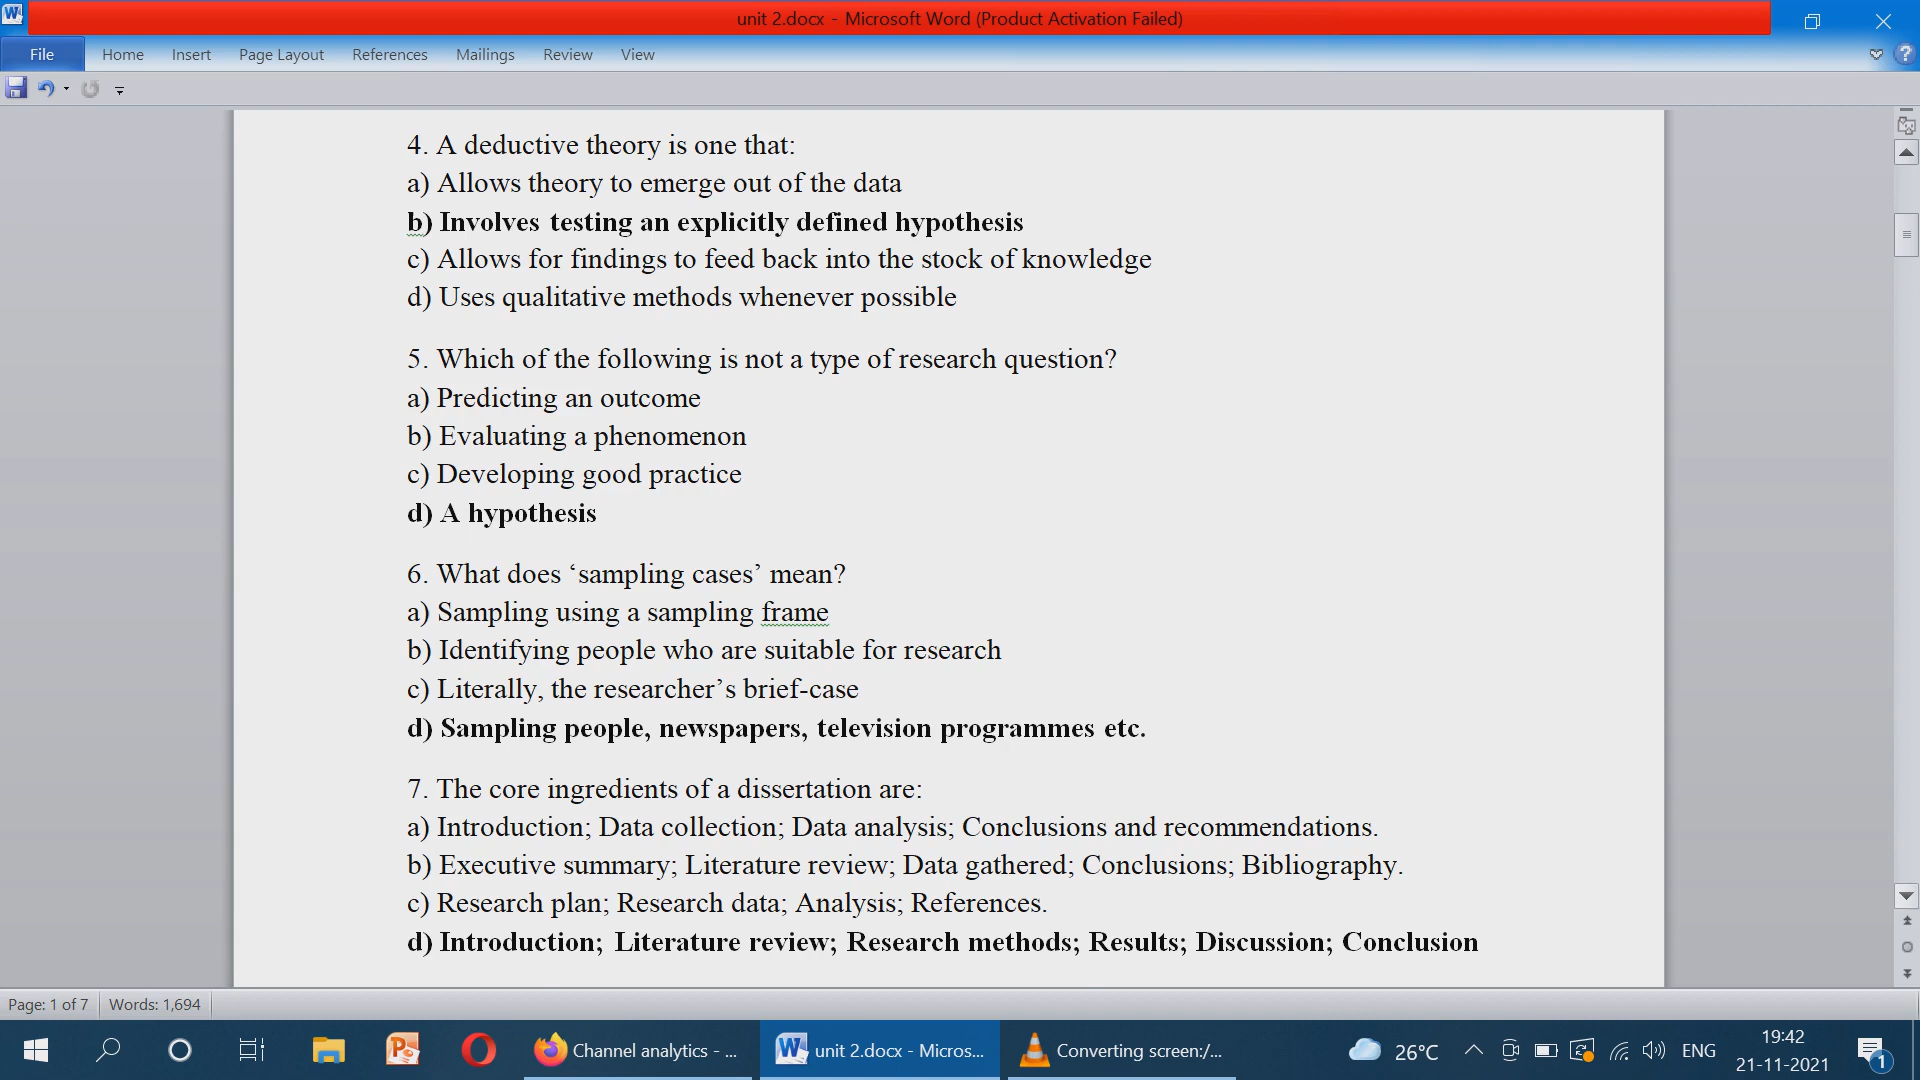 unit 2.docx - Microsoft Word (Product Activation Failed)
File Home Insert Page Layout References Mailings Review View
4. A deductive theory is one that:
a) Allows theory to emerge out of the data
b) Involves testing an explicitly defined hypothesis
c) Allows for findings to feed back into the stock of knowledge
d) Uses qualitative methods whenever possible
5. Which of the following is not a type of research question?
a) Predicting an outcome
b) Evaluating a phenomenon
c) Developing good practice
d) A hypothesis
6. What does ‘sampling cases’ mean?
a) Sampling using a sampling frame
b) Identifying people who are suitable for research
c) Literally, the researcher’s brief-case
d) Sampling people, newspapers, television programmes etc.
7. The core ingredients of a dissertation are:
a) Introduction; Data collection; Data analysis; Conclusions and recommendations.
b) Executive summary; Literature review; Data gathered; Conclusions; Bibliography.
c) Research plan; Research data; Analysis; References.
d) Introduction; Literature review; Research methods; Results; Discussion; Conclusion
Page: 1 of 7 Words: 1,694
Channel analytics - ... unit 2.docx - Micros... Converting screen:/... 26°C ENG 19:42
21-11-2021 1